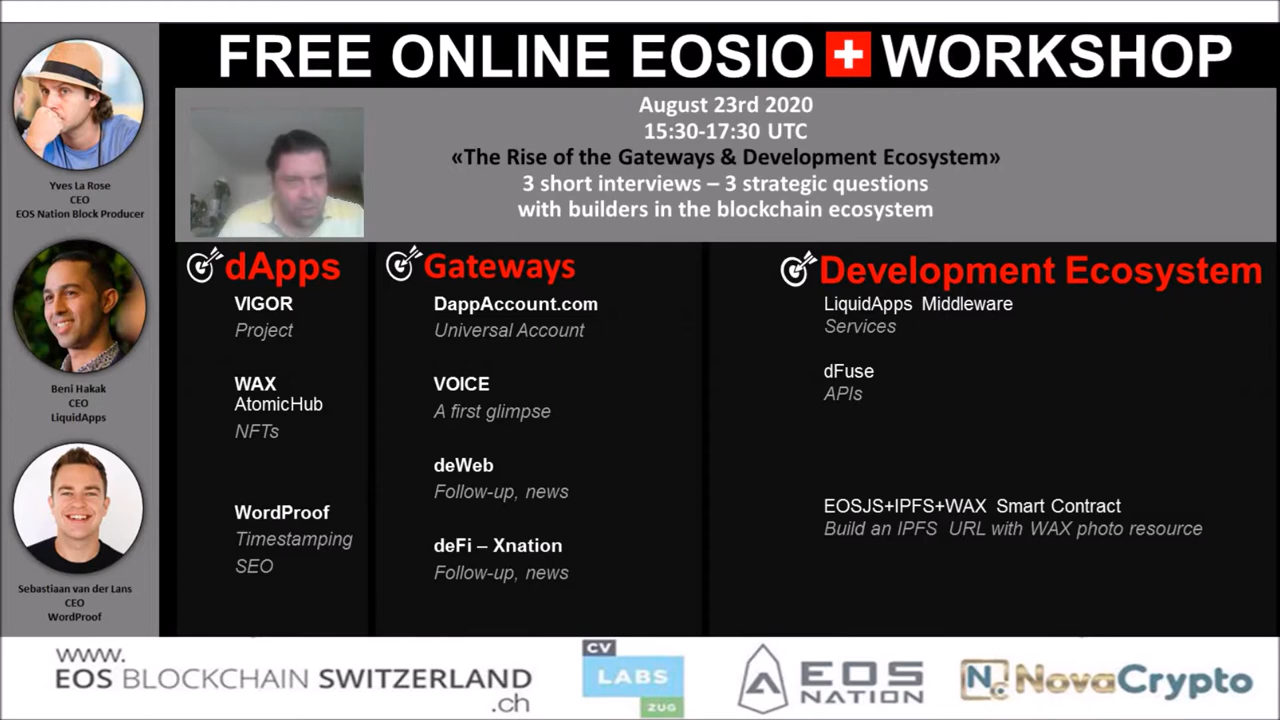 FREE ONLINE EOSIO WORKSHOP
August 23rd 2020
15:30-17:30 UTC
«The Rise of the Gateways & Development Ecosystem»
3 short interviews – 3 strategic questions
with builders in the blockchain ecosystem
Yves La Rose
CEO
EOS Nation Block Producer
Beni Hakak
CEO
LiquidApps
Sebastiaan van der Lans
CEO
WordProof
dApps
VIGOR
Project
WAX
AtomicHub
NFTs
WordProof
Timestamping
SEO
Gateways
DappAccount.com
Universal Account
VOICE
A first glimpse
deWeb
Follow-up, news
deFi – Xnation
Follow-up, news
Development Ecosystem
LiquidApps Middleware
Services
dFuse
APIs
EOSJS+IPFS+WAX Smart Contract
Build an IPFS URL with WAX photo resource
www.
EOS BLOCKCHAIN SWITZERLAND
.ch
CV
LABS
ZUG
EOS
NATION
Nc NovaCrypto